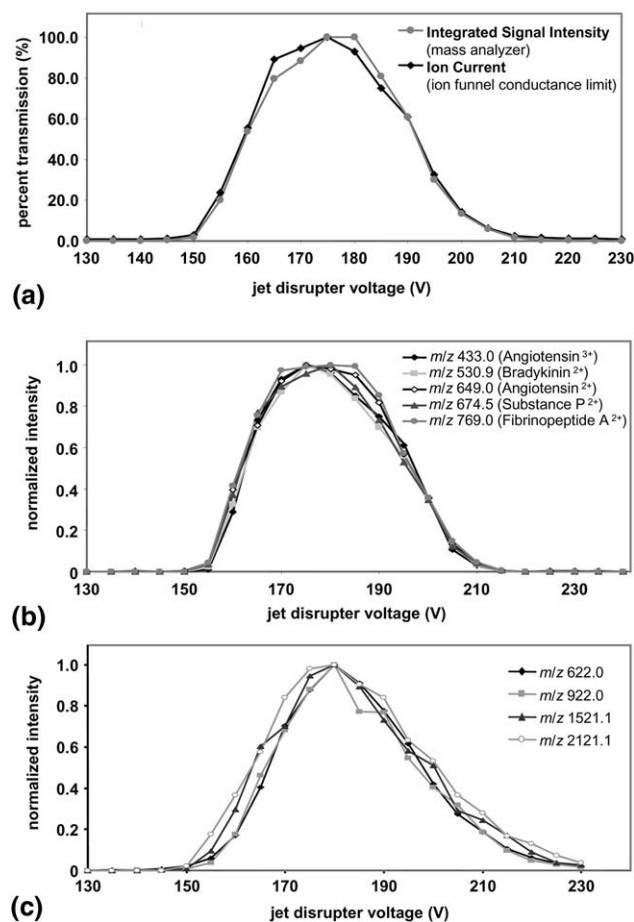 100.0
80.0
60.0
40.0
20.0
0.0
percent transmission (%)
Integrated Signal Intensity
(mass analyzer)
Ion Current
(ion funnel conductance limit)
130 140 150 160 170 180 190 200 210 220 230
jet disrupter voltage (V)
(a)
1.0
0.8
0.6
0.4
0.2
0
normalized intensity
m/z 433.0 (Angiotensin 3+)
m/z 530.9 (Bradykinin 2+)
m/z 649.0 (Angiotensin 2+)
m/z 674.5 (Substance P 2+)
m/z 769.0 (Fibrinopeptide A 2+)
130 150 170 190 210 230
jet disrupter voltage (V)
(b)
1.0
0.8
0.6
0.4
0.2
0
normalized intensity
m/z 622.0
m/z 922.0
m/z 1521.1
m/z 2121.1
130 150 170 190 210 230
jet disrupter voltage (V)
(c)